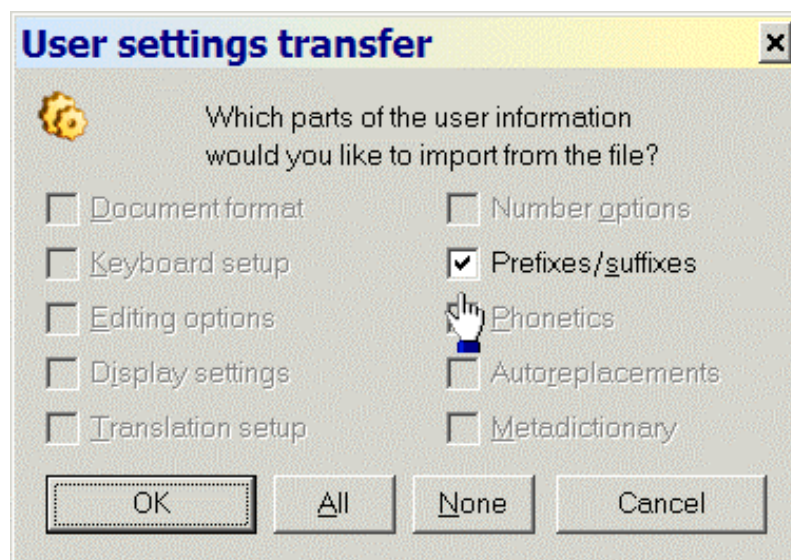 User settings transfer
Which parts of the user information
would you like to import from the file?
Document format
Number options
Keyboard setup
Prefixes/suffixes
Editing options
Phonetics
Display settings
Autoreplacements
Translation setup
Metadictionary
OK
All
None
Cancel